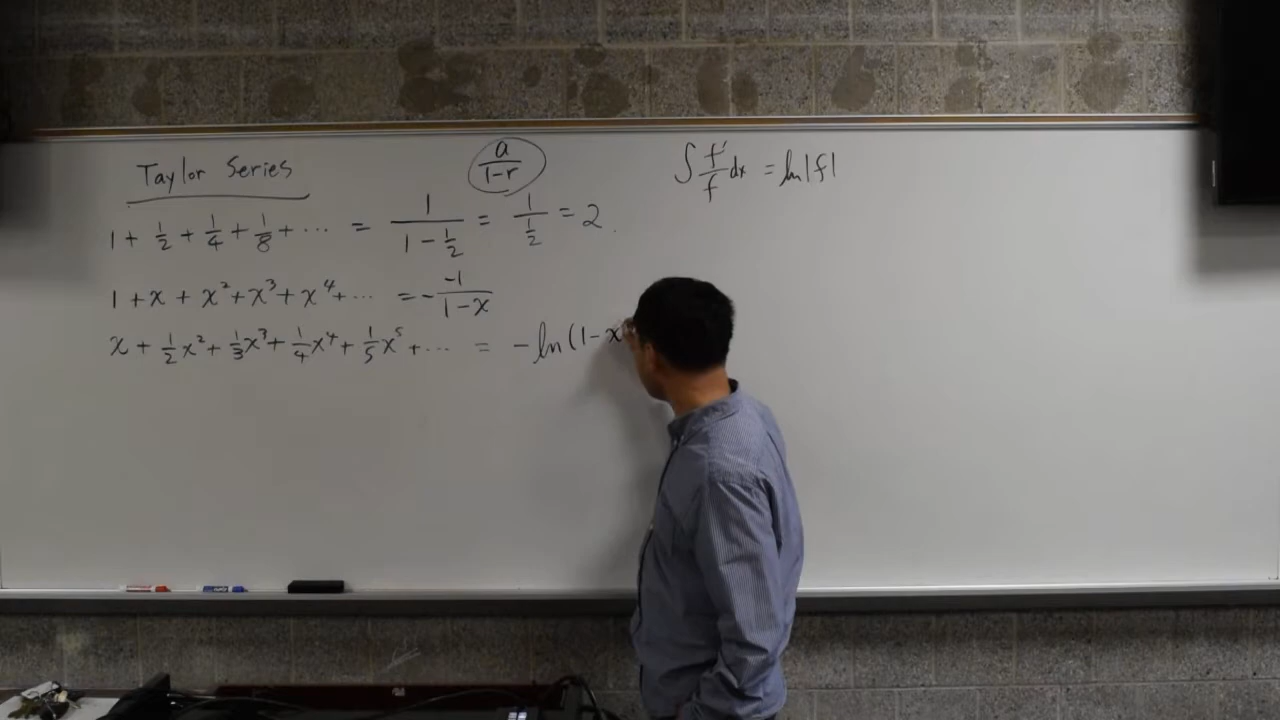 Taylor Series
a/(1-r)
∫ f'/f dx = ln|f|
1 + 1/2 + 1/4 + 1/8 + ... = 1/(1 - 1/2) = 1/(1/2) = 2
1 + x + x² + x³ + x⁴ + ... = - -1/(1-x)
x + 1/2 x² + 1/3 x³ + 1/4 x⁴ + 1/5 x⁵ + ... = - ln(1-x